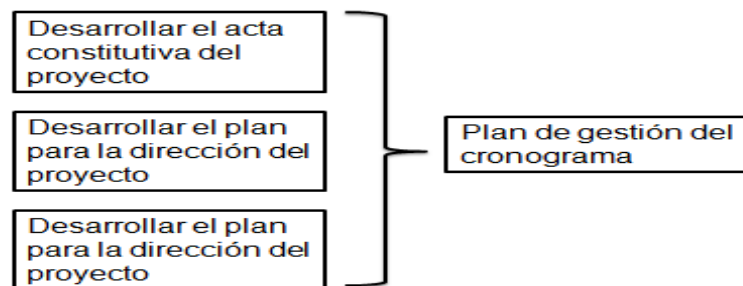 Desarrollar el acta
constitutiva del
proyecto
Desarrollar el plan
para la dirección del
proyecto
Desarrollar el plan
para la dirección del
proyecto
Plan de gestión del
cronograma